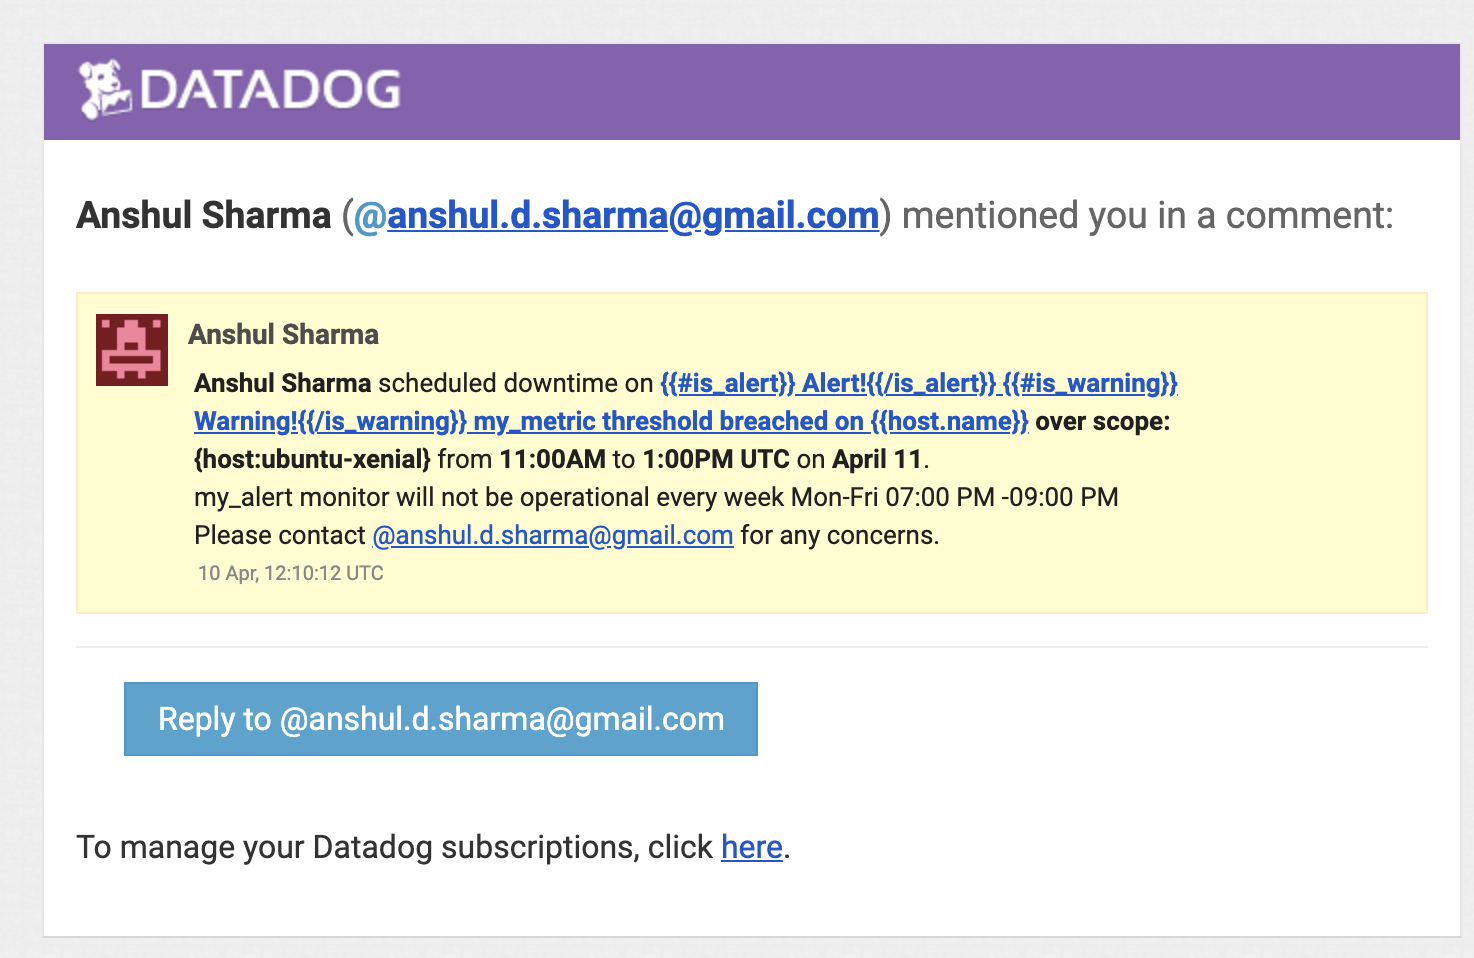 DATADOG
Anshul Sharma (@anshul.d.sharma@gmail.com) mentioned you in a comment:
Anshul Sharma
Anshul Sharma scheduled downtime on {{#is_alert}} Alert!{{/is_alert}} {{#is_warning}}
Warning!{{/is_warning}} my_metric threshold breached on {{host.name}} over scope:
{host:ubuntu-xenial} from 11:00AM to 1:00PM UTC on April 11.
my_alert monitor will not be operational every week Mon-Fri 07:00 PM -09:00 PM
Please contact @anshul.d.sharma@gmail.com for any concerns.
10 Apr, 12:10:12 UTC
Reply to @anshul.d.sharma@gmail.com
To manage your Datadog subscriptions, click here.